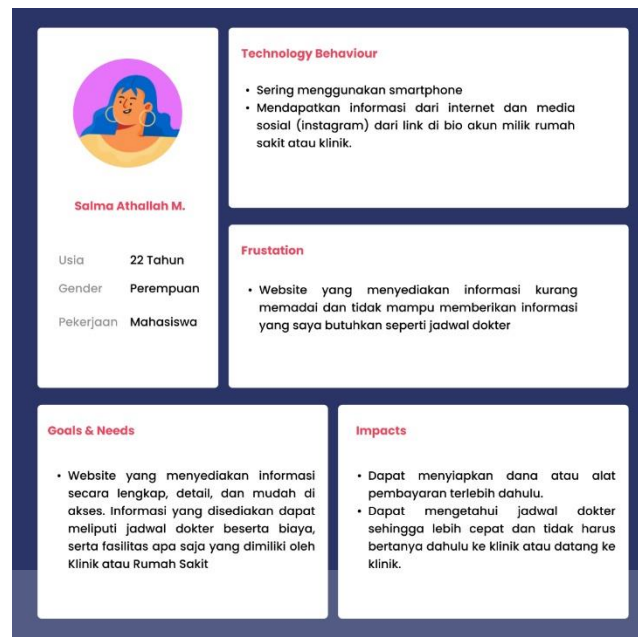 Salma Athallah M.
Usia 22 Tahun
Gender Perempuan
Pekerjaan Mahasiswa
Technology Behaviour
• Sering menggunakan smartphone
• Mendapatkan informasi dari internet dan media
sosial (instagram) dari link di bio akun milik rumah
sakit atau klinik.
Frustation
• Website yang menyediakan informasi kurang
memadai dan tidak mampu memberikan informasi
yang saya butuhkan seperti jadwal dokter
Goals & Needs
• Website yang menyediakan informasi
secara lengkap, detail, dan mudah di
akses. Informasi yang disediakan dapat
meliputi jadwal dokter beserta biaya,
serta fasilitas apa saja yang dimiliki oleh
Klinik atau Rumah Sakit
Impacts
• Dapat menyiapkan dana atau alat
pembayaran terlebih dahulu.
• Dapat mengetahui jadwal dokter
sehingga lebih cepat dan tidak harus
bertanya dahulu ke klinik atau datang ke
klinik.